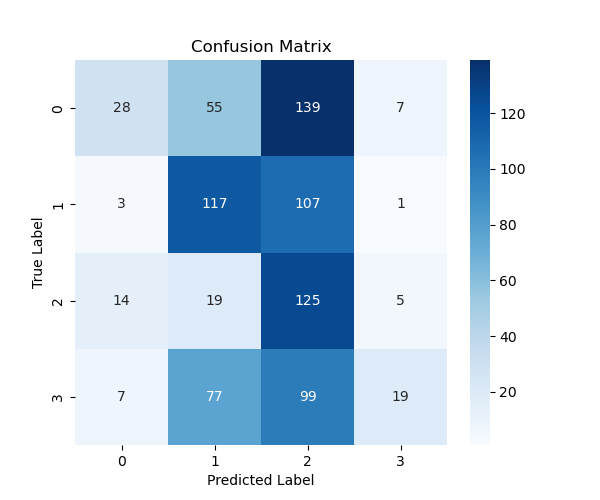 Confusion Matrix
0 28 55 139 7
1 3 117 107 1
2 14 19 125 5
3 7 77 99 19
0 1 2 3
Predicted Label
True Label
120
100
80
60
40
20